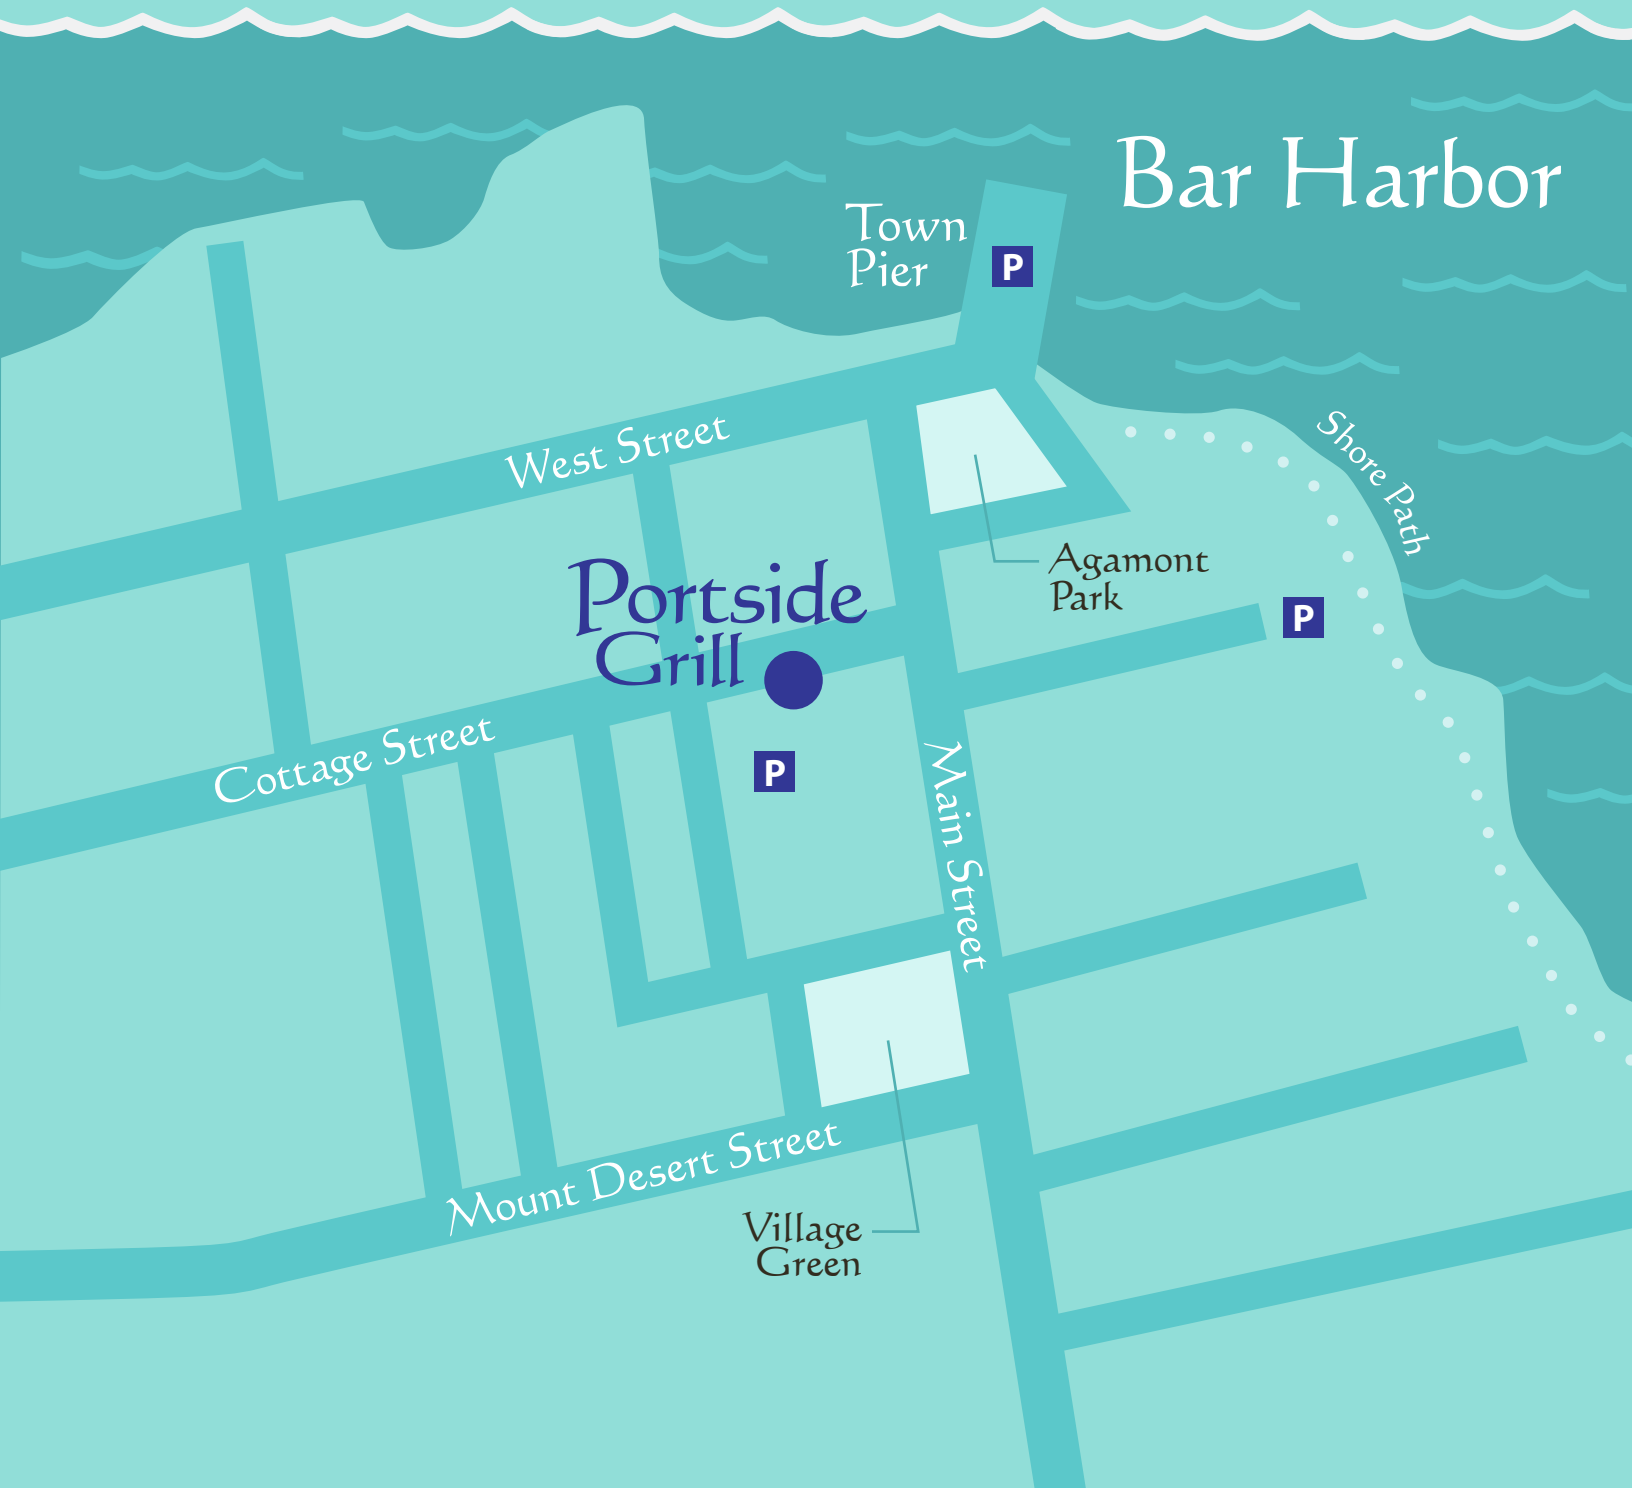 Bar Harbor
Town
Pier
P
West Street
Shore Path
Agamont
Park
Portside
Grill
P
P
Cottage Street
Main Street
Mount Desert Street
Village
Green